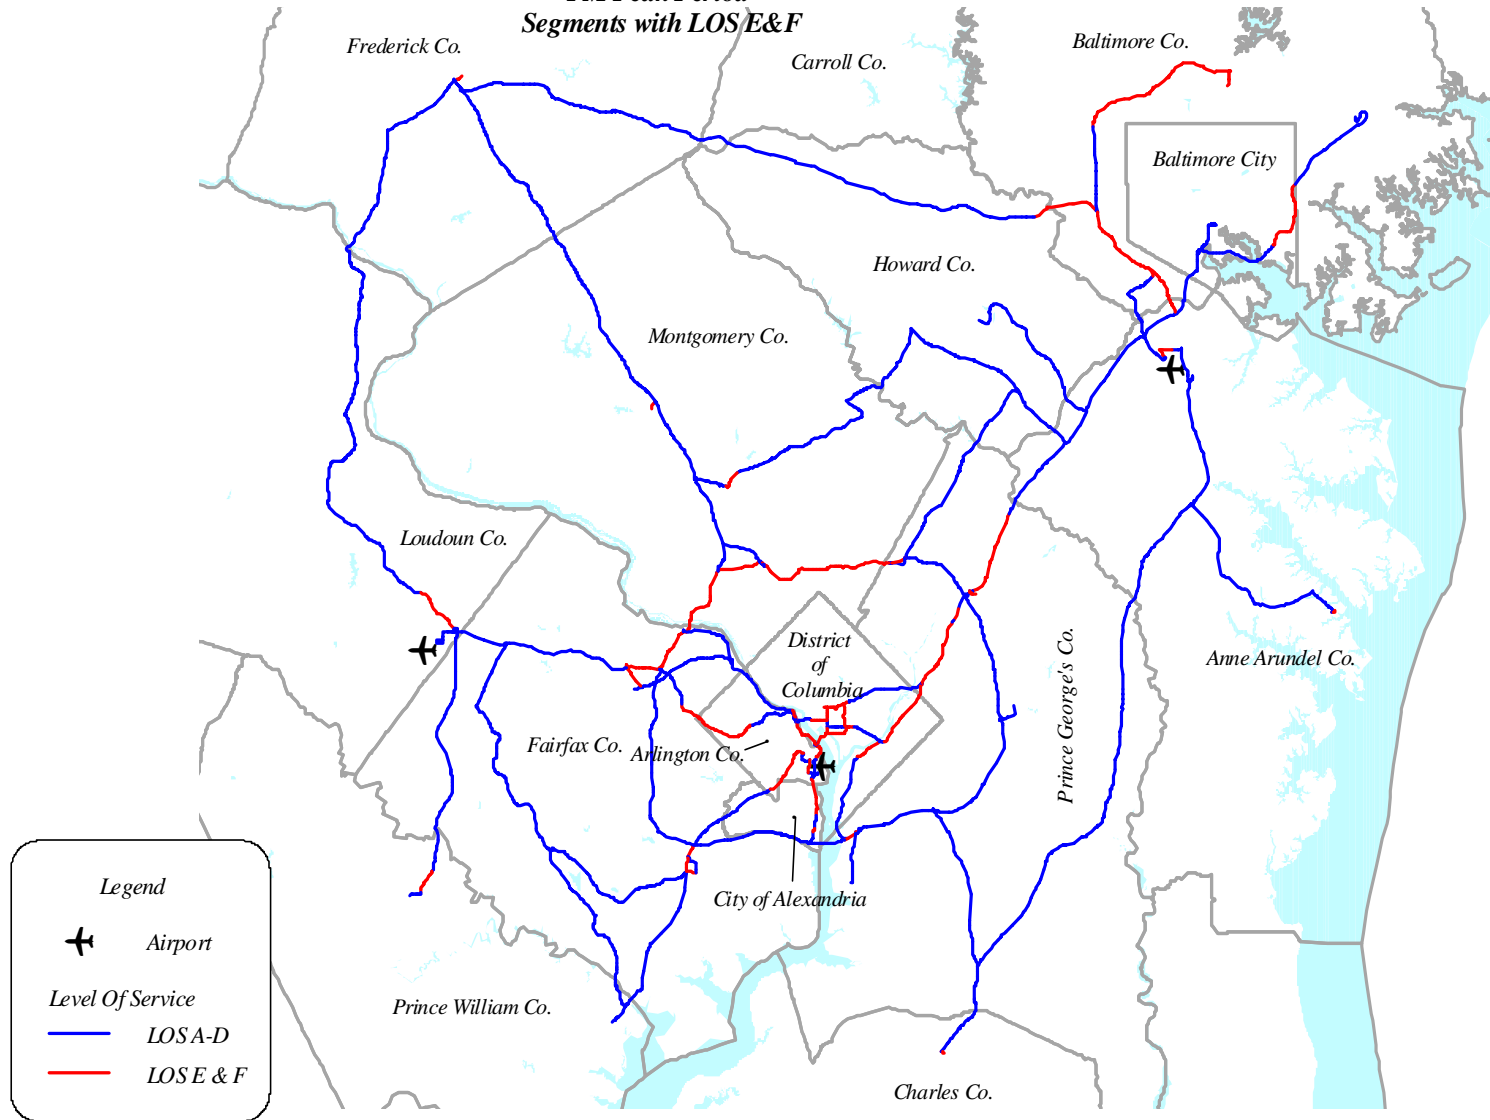 Segments with LOS E&F
Frederick Co.
Carroll Co.
Baltimore Co.
Baltimore City
Howard Co.
Montgomery Co.
Loudoun Co.
District
of
Columbia
Anne Arundel Co.
Prince George's Co.
Fairfax Co.
Arlington Co.
City of Alexandria
Prince William Co.
Charles Co.
Legend
Airport
Level Of Service
LOS A-D
LOS E & F